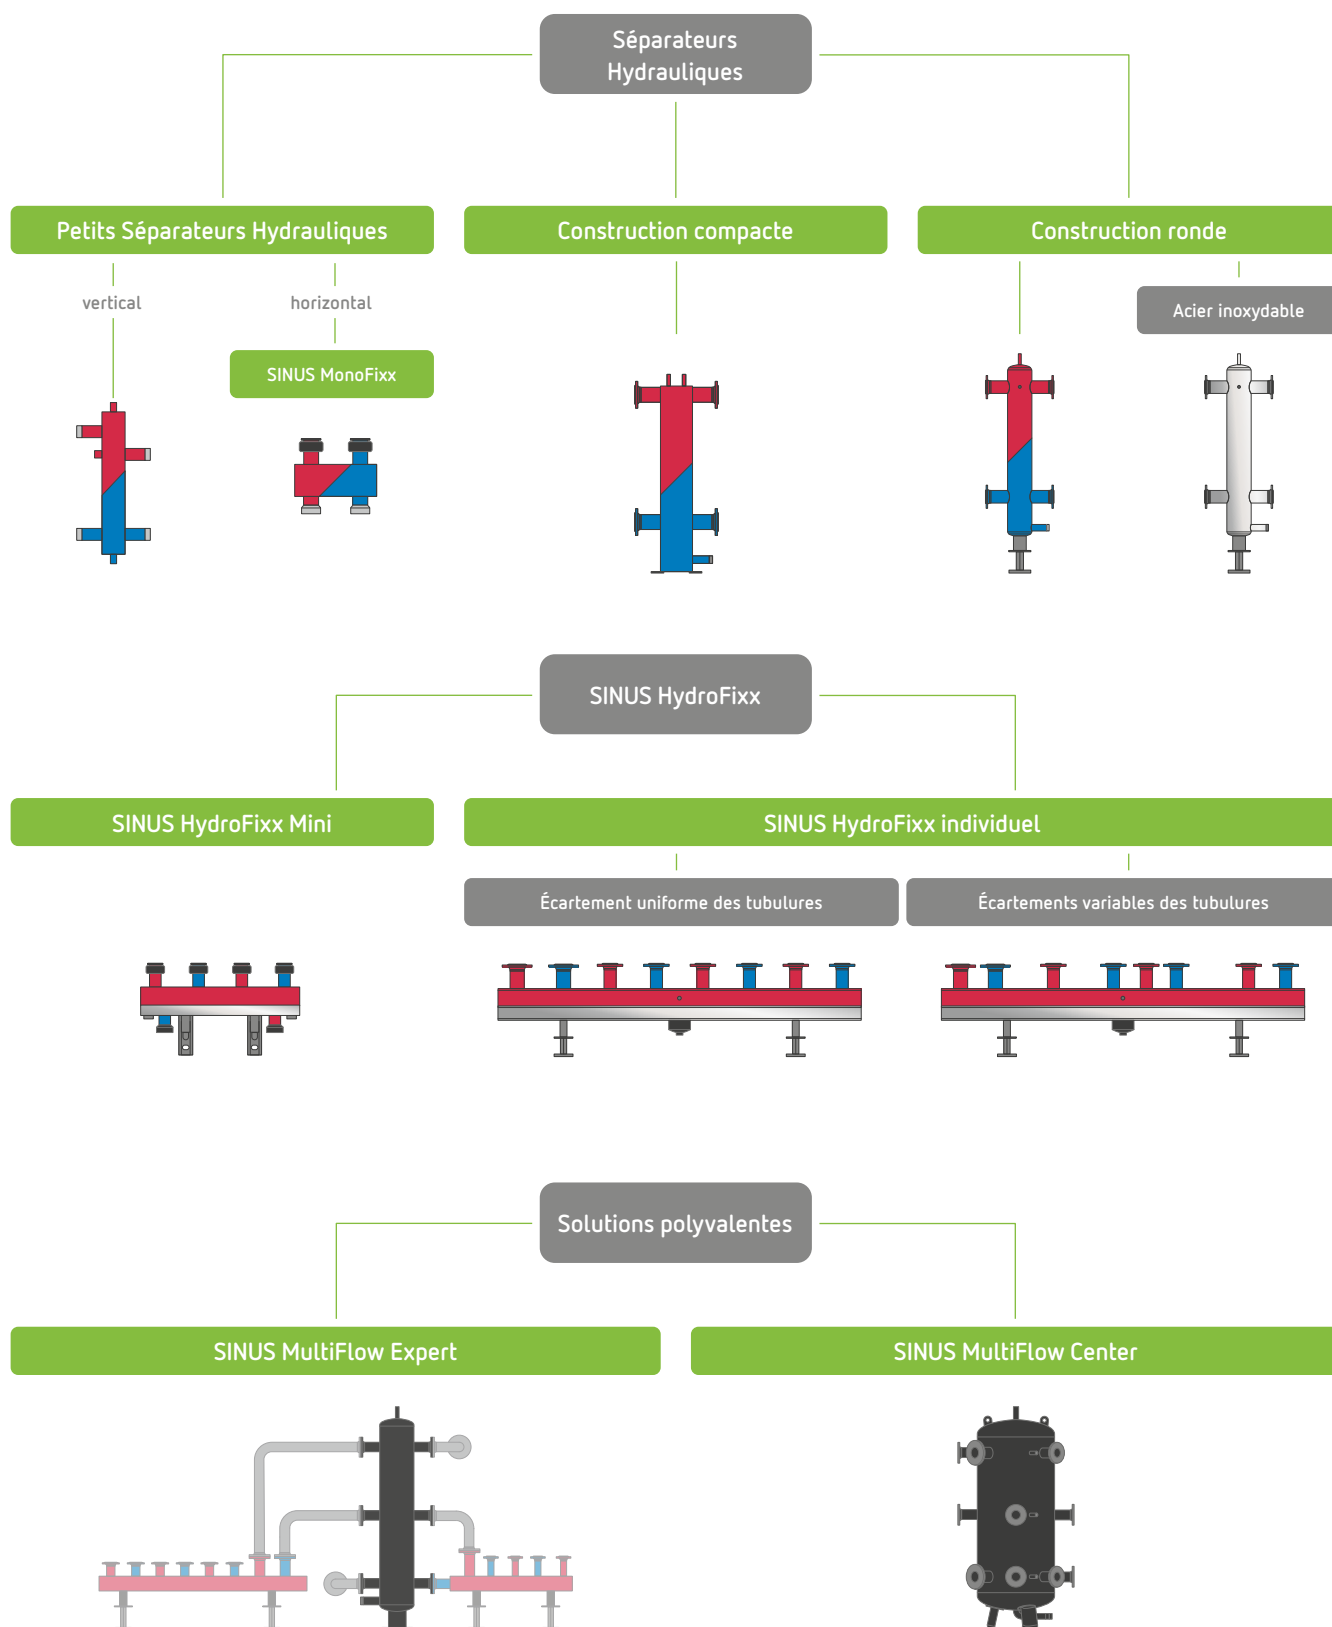 Séparateurs
Hydrauliques
Petits Séparateurs Hydrauliques
Construction compacte
Construction ronde
vertical
horizontal
Acier inoxydable
SINUS MonoFixx
SINUS HydroFixx
SINUS HydroFixx Mini
SINUS HydroFixx individuel
Écartement uniforme des tubulures
Écartements variables des tubulures
Solutions polyvalentes
SINUS MultiFlow Expert
SINUS MultiFlow Center